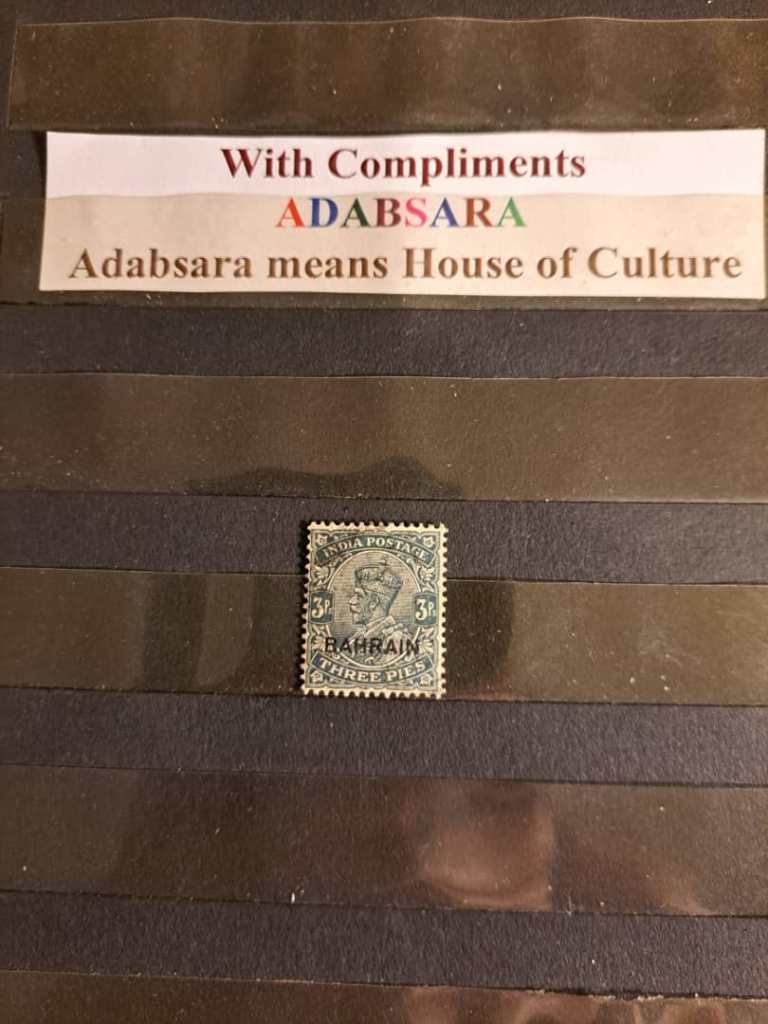 With Compliments
ADABSARA
Adabsara means House of Culture
INDIA POSTAGE
3P. 3P.
BAHRAIN
THREE PIES